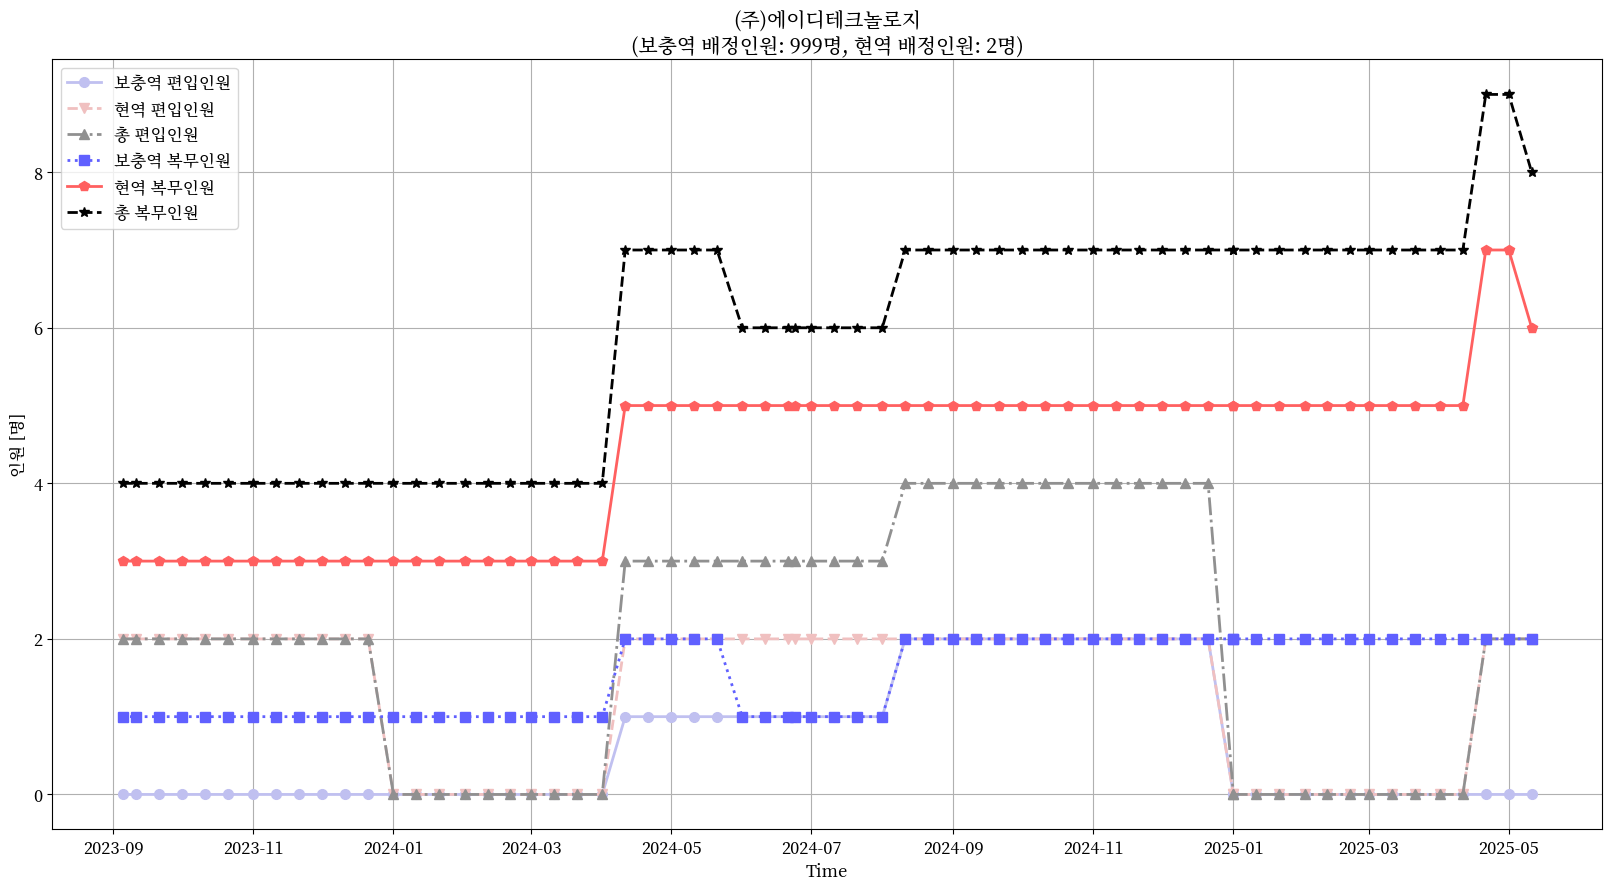 (주)에이디테크놀로지
(보충역 배정인원: 999명, 현역 배정인원: 2명)
보충역 편입인원
현역 편입인원
총 편입인원
보충역 복무인원
현역 복무인원
총 복무인원
인원 [명]
8
6
4
2
0
2023-09
2023-11
2024-01
2024-03
2024-05
2024-07
2024-09
2024-11
2025-01
2025-03
2025-05
Time